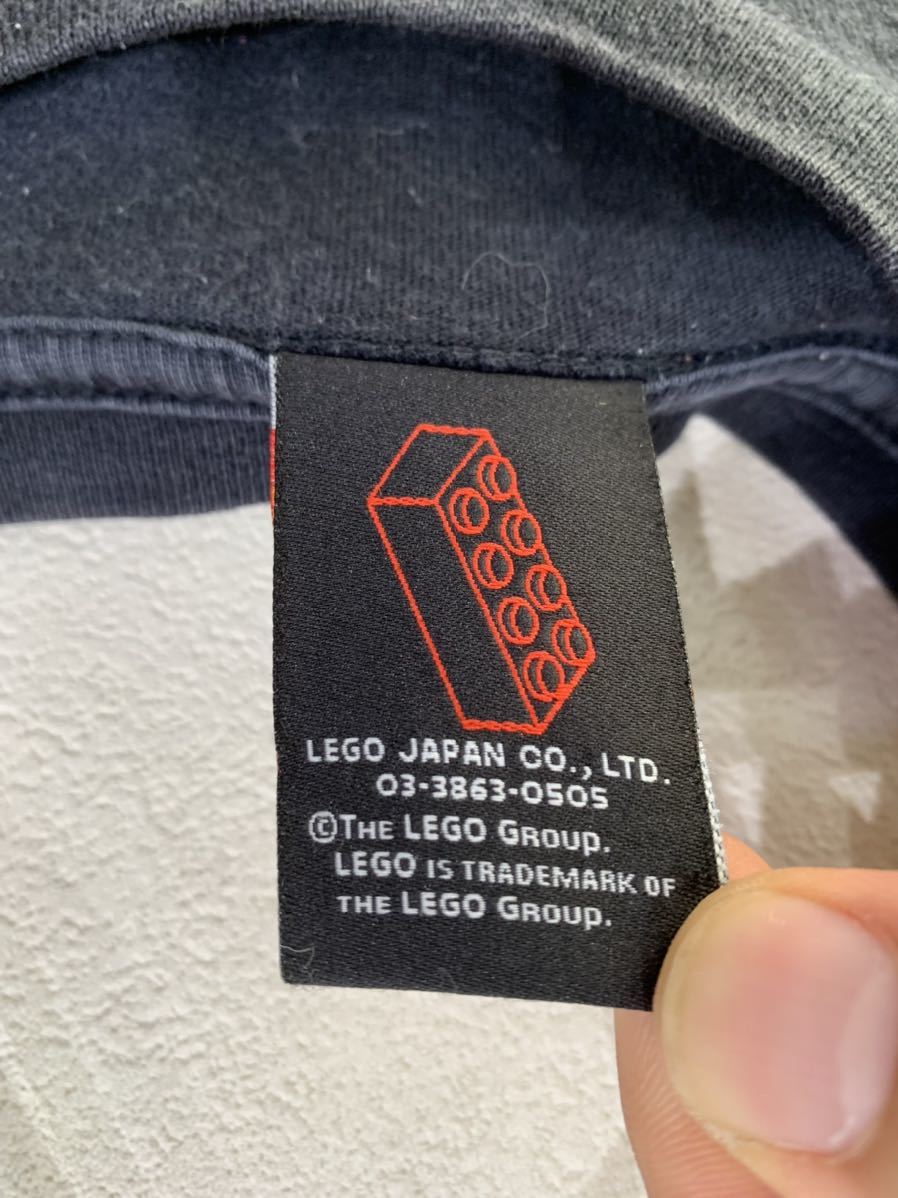 LEGO JAPAN CO., LTD.
03-3863-0505
©THE LEGO GROUP.
LEGO IS TRADEMARK OF
THE LEGO GROUP.